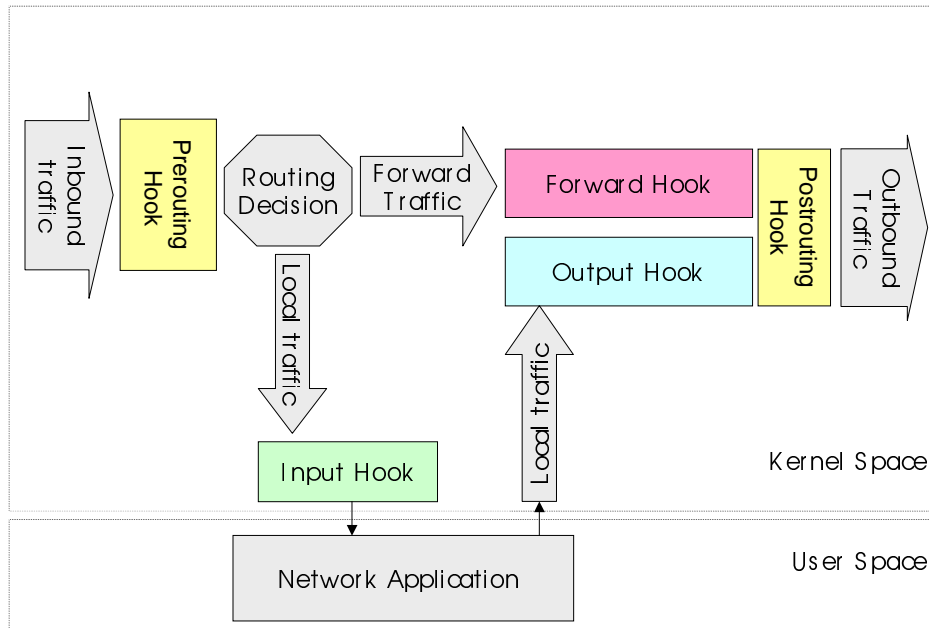 Inbound
traffic
Prerouting
Hook
Routing
Decision
Forward
Traffic
Forward Hook
Output Hook
Postrouting
Hook
Outbound
Traffic
Local traffic
Local traffic
Input Hook
Kernel Space
Network Application
User Space